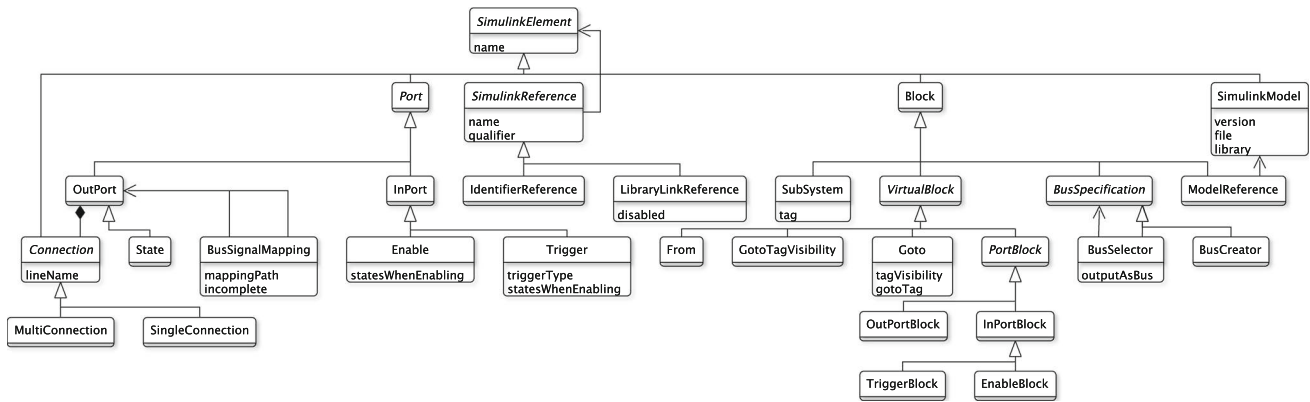 SimulinkElement
name
Port
SimulinkReference
name
qualifier
Block
SimulinkModel
version
file
library
OutPort
InPort
IdentifierReference
LibraryLinkReference
disabled
SubSystem
tag
VirtualBlock
BusSpecification
ModelReference
Connection
lineName
State
BusSignalMapping
mappingPath
incomplete
Enable
statesWhenEnabling
Trigger
triggerType
statesWhenEnabling
From
GotoTagVisibility
Goto
tagVisibility
gotoTag
PortBlock
BusSelector
outputAsBus
BusCreator
MultiConnection
SingleConnection
OutPortBlock
InPortBlock
TriggerBlock
EnableBlock